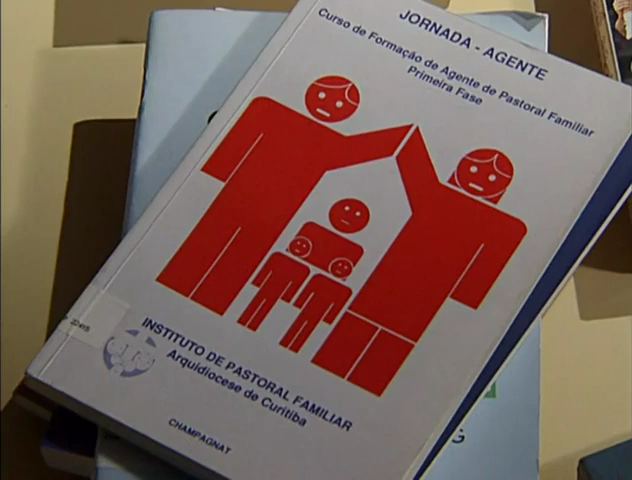 JORNADA - AGENTE
Curso de Formação de Agente de Pastoral Familiar
Primeira Fase
INSTITUTO DE PASTORAL FAMILIAR
Arquidiocese de Curitiba
CHAMPAGNAT
G